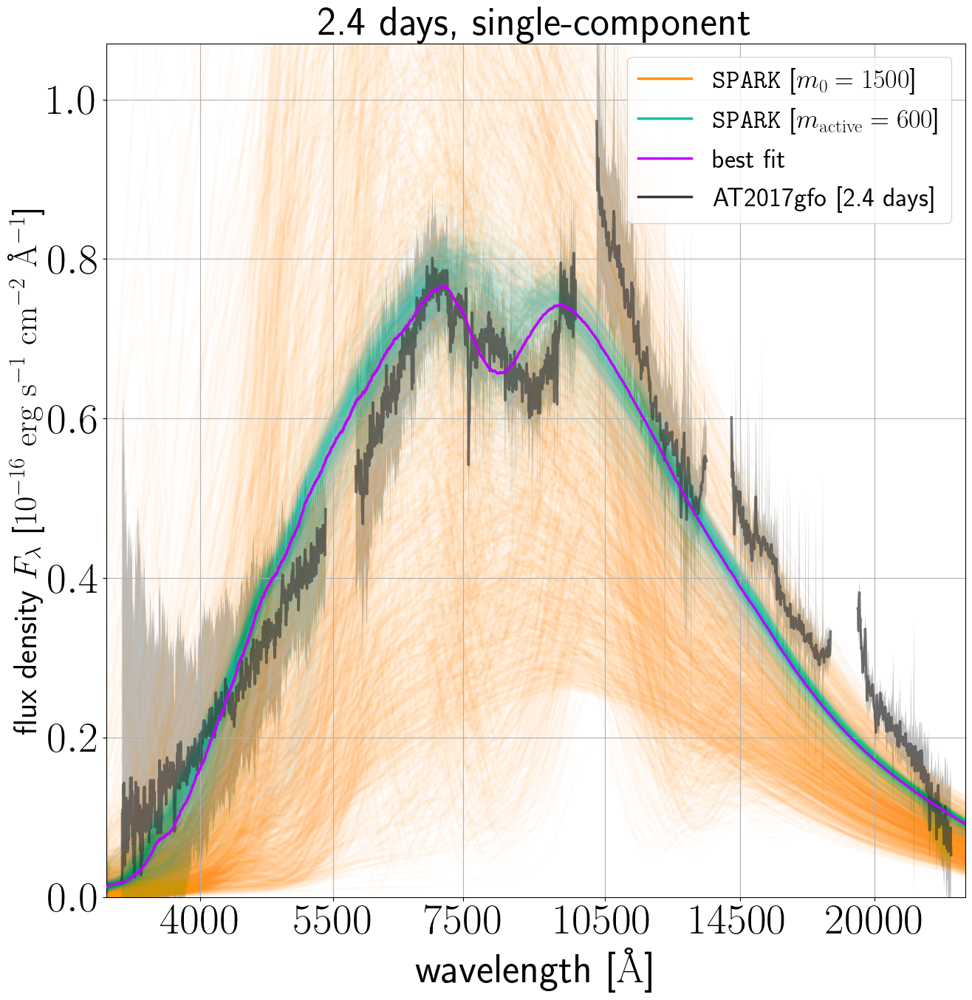 2.4 days, single-component
SPARK [m₀ = 1500]
SPARK [m_active = 600]
best fit
AT2017gfo [2.4 days]
flux density F_λ [10⁻¹⁶ erg s⁻¹ cm⁻² Å⁻¹]
1.0
0.8
0.6
0.4
0.2
0.0
4000 5500 7500 10500 14500 20000
wavelength [Å]